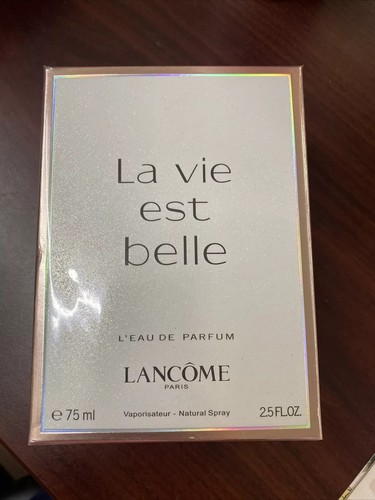 La vie
est
belle
L'EAU DE PARFUM
LANCÔME
PARIS
℮ 75 ml Vaporisateur - Natural Spray 2.5 FL.OZ.